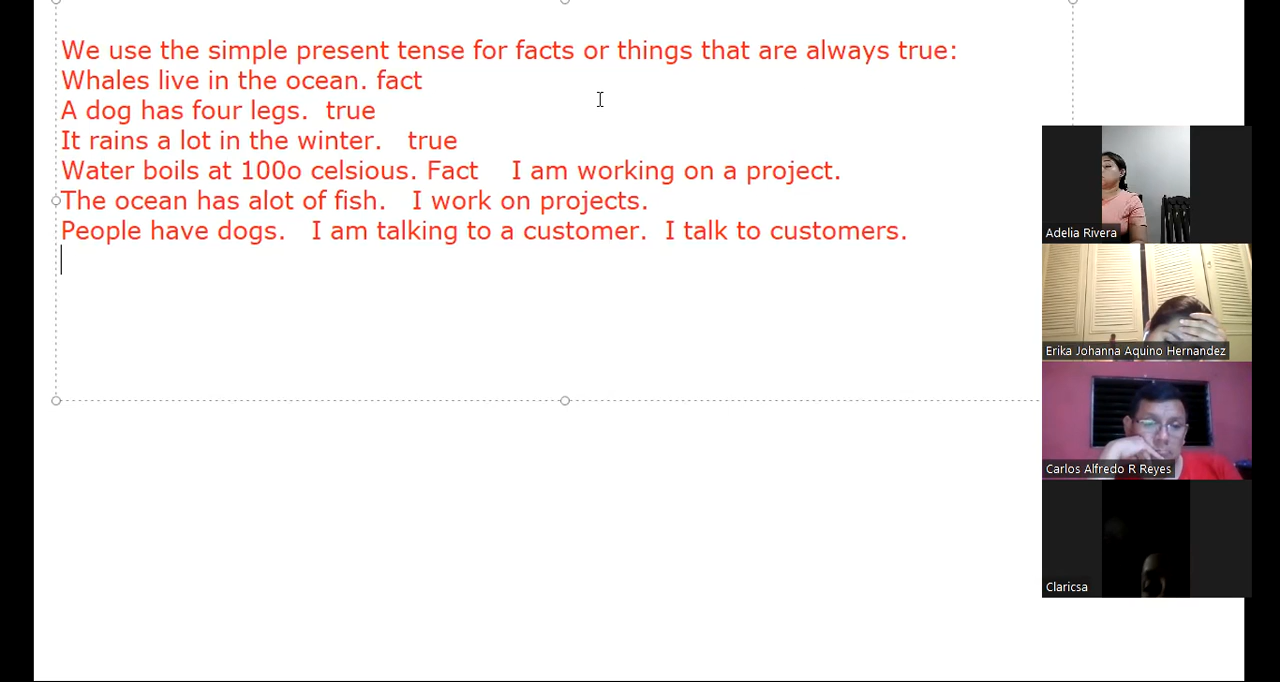 We use the simple present tense for facts or things that are always true:
Whales live in the ocean. fact
A dog has four legs.  true
It rains a lot in the winter.   true
Water boils at 100o celsious. Fact    I am working on a project.
The ocean has alot of fish.   I work on projects.
People have dogs.   I am talking to a customer.  I talk to customers.
Adelia Rivera
Erika Johanna Aquino Hernandez
Carlos Alfredo R Reyes
Claricsa